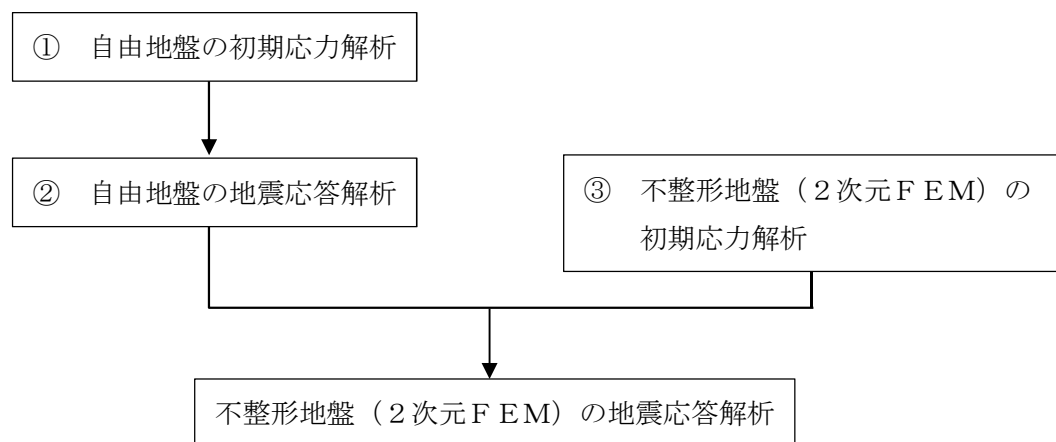 ① 自由地盤の初期応力解析
② 自由地盤の地震応答解析
③ 不整形地盤（２次元ＦＥＭ）の
初期応力解析
不整形地盤（２次元ＦＥＭ）の地震応答解析